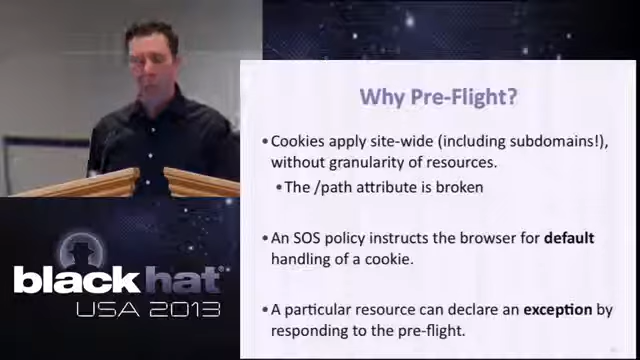 Why Pre-Flight?
•Cookies apply site-wide (including subdomains!),
without granularity of resources.
•The /path attribute is broken
•An SOS policy instructs the browser for default
handling of a cookie.
•A particular resource can declare an exception by
responding to the pre-flight.
black hat®
USA 2013